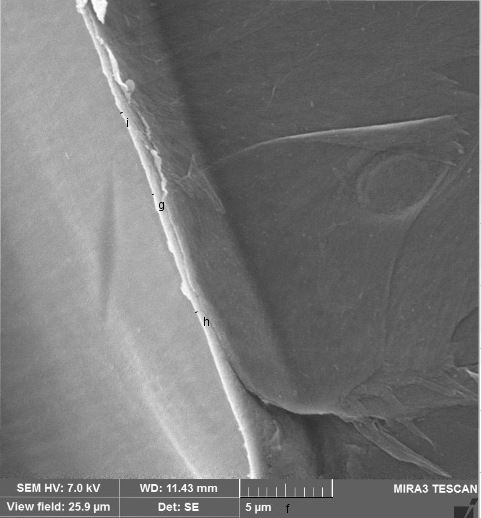 i
g
h
SEM HV: 7.0 kV
WD: 11.43 mm
MIRA3 TESCAN
View field: 25.9 µm
Det: SE
5 µm
f